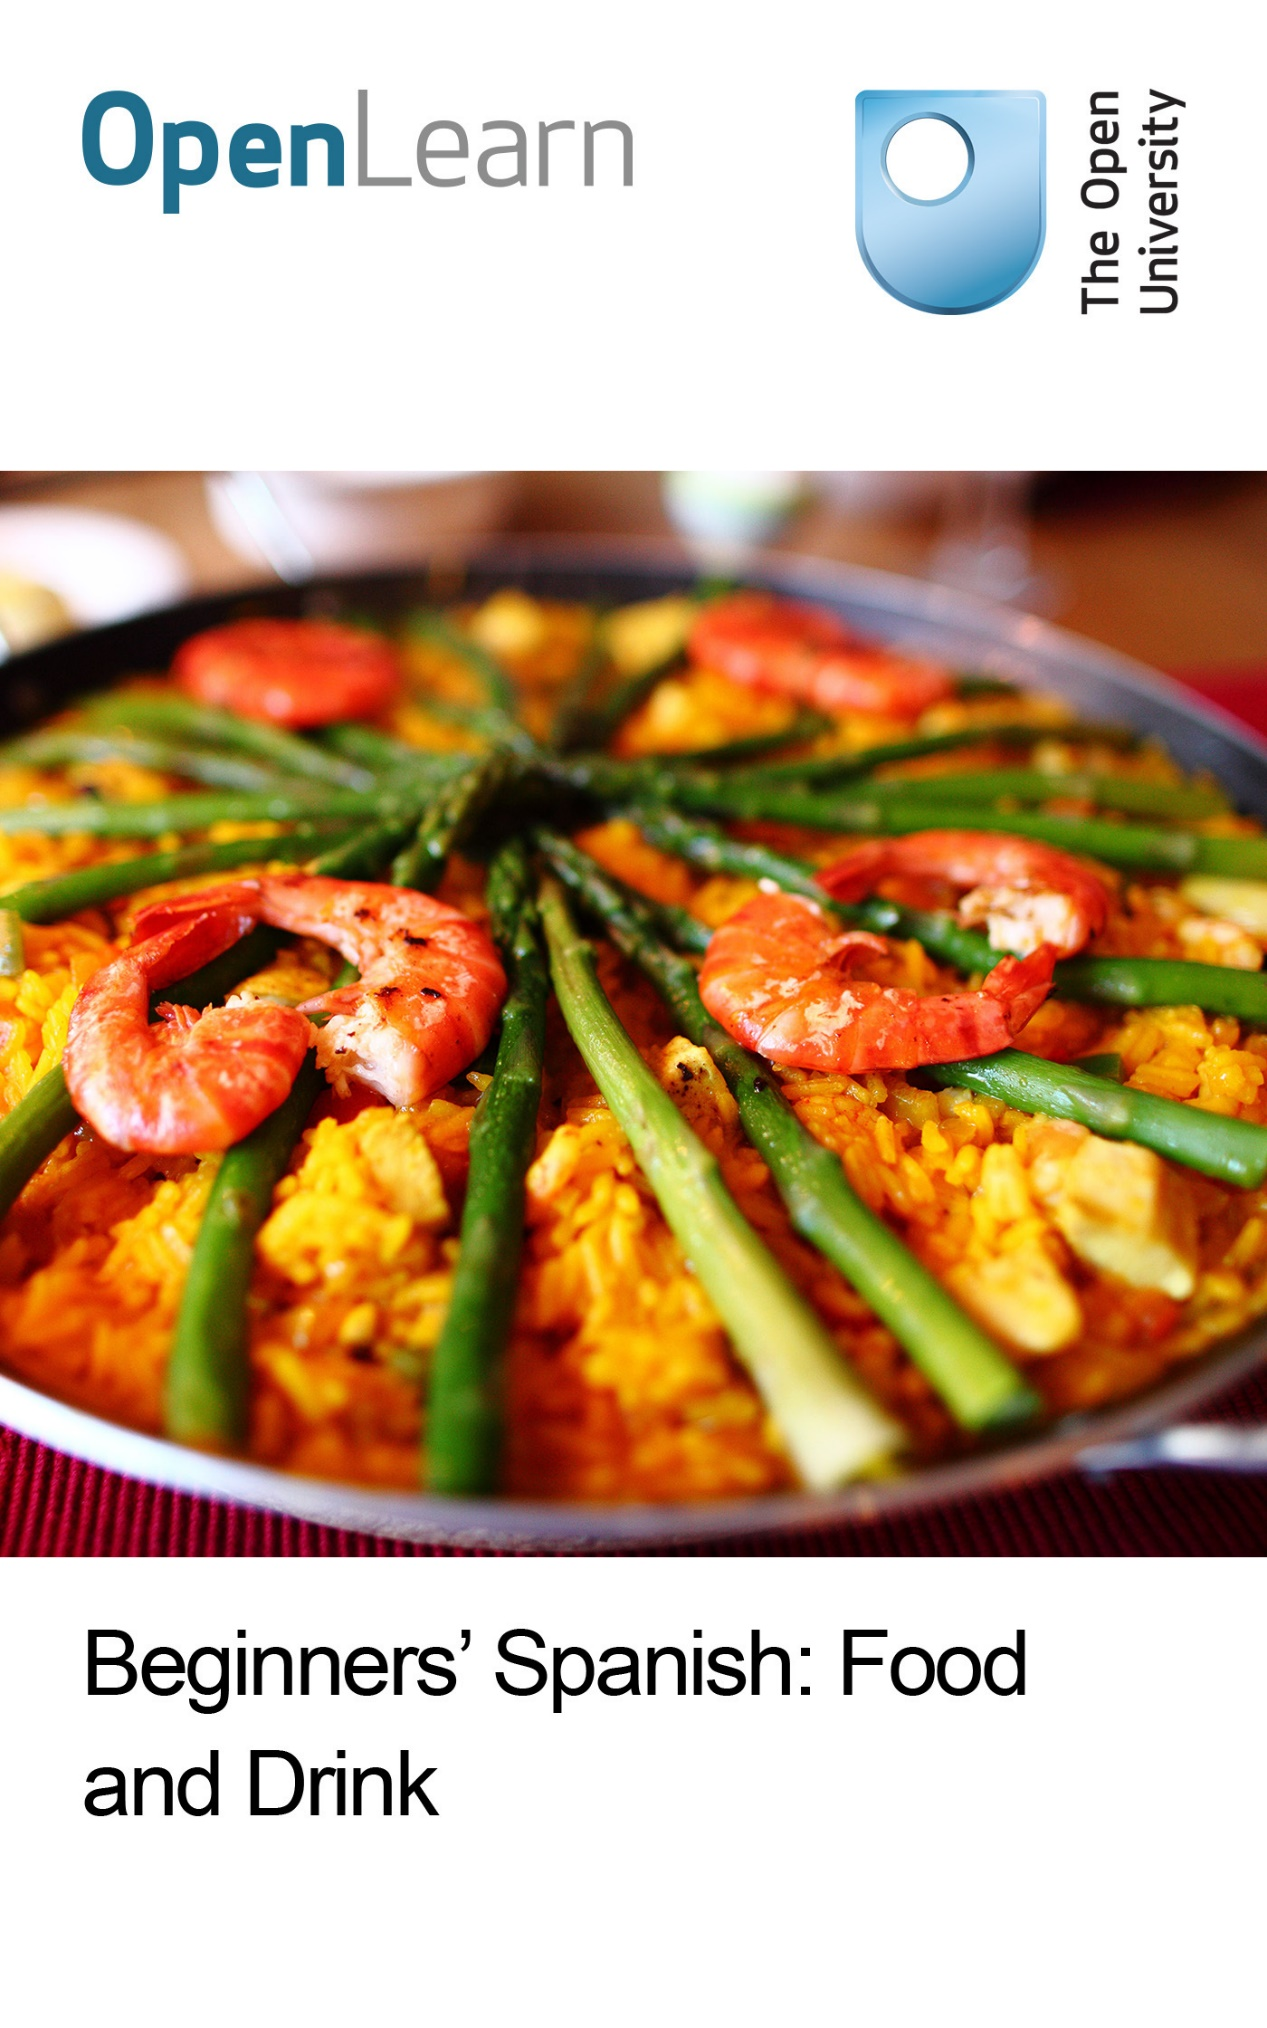 OpenLearn
The Open
University
Beginners’ Spanish: Food
and Drink